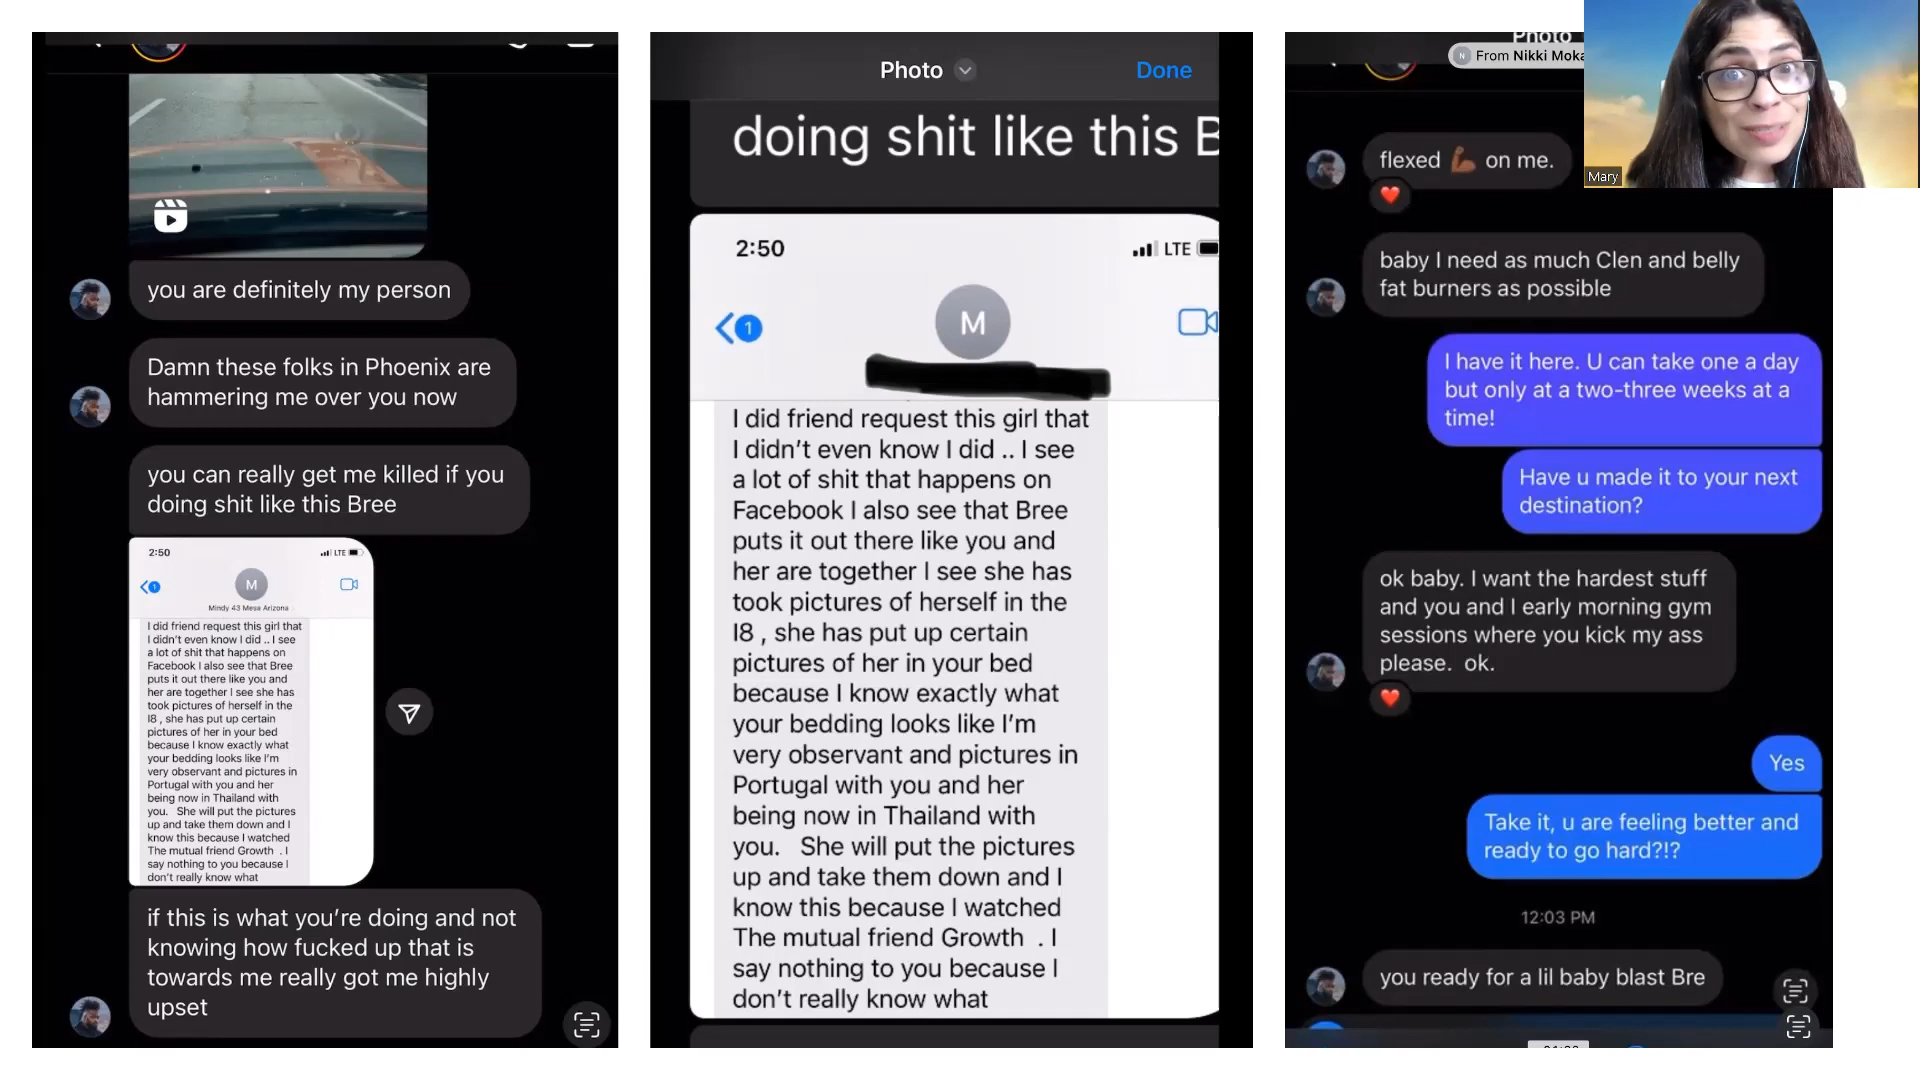 you are definitely my person
Damn these folks in Phoenix are
hammering me over you now
you can really get me killed if you
doing shit like this Bree
2:50
LTE
1
M
Mindy 43 Mesa Arizona
I did friend request this girl that
I didn't even know I did .. I see
a lot of shit that happens on
Facebook I also see that Bree
puts it out there like you and
her are together I see she has
took pictures of herself in the
I8 , she has put up certain
pictures of her in your bed
because I know exactly what
your bedding looks like I'm
very observant and pictures in
Portugal with you and her
being now in Thailand with
you. She will put the pictures
up and take them down and I
know this because I watched
The mutual friend Growth . I
say nothing to you because I
don't really know what
if this is what you're doing and not
knowing how fucked up that is
towards me really got me highly
upset
Photo
Done
doing shit like this B
2:50
LTE
1
M
I did friend request this girl that
I didn't even know I did .. I see
a lot of shit that happens on
Facebook I also see that Bree
puts it out there like you and
her are together I see she has
took pictures of herself in the
I8 , she has put up certain
pictures of her in your bed
because I know exactly what
your bedding looks like I'm
very observant and pictures in
Portugal with you and her
being now in Thailand with
you. She will put the pictures
up and take them down and I
know this because I watched
The mutual friend Growth . I
say nothing to you because I
don't really know what
Photo
N From Nikki Moka
flexed 💪🏾 on me.
baby I need as much Clen and belly
fat burners as possible
I have it here. U can take one a day
but only at a two-three weeks at a
time!
Have u made it to your next
destination?
ok baby. I want the hardest stuff
and you and I early morning gym
sessions where you kick my ass
please. ok.
Yes
Take it, u are feeling better and
ready to go hard?!?
12:03 PM
you ready for a lil baby blast Bre
Mary